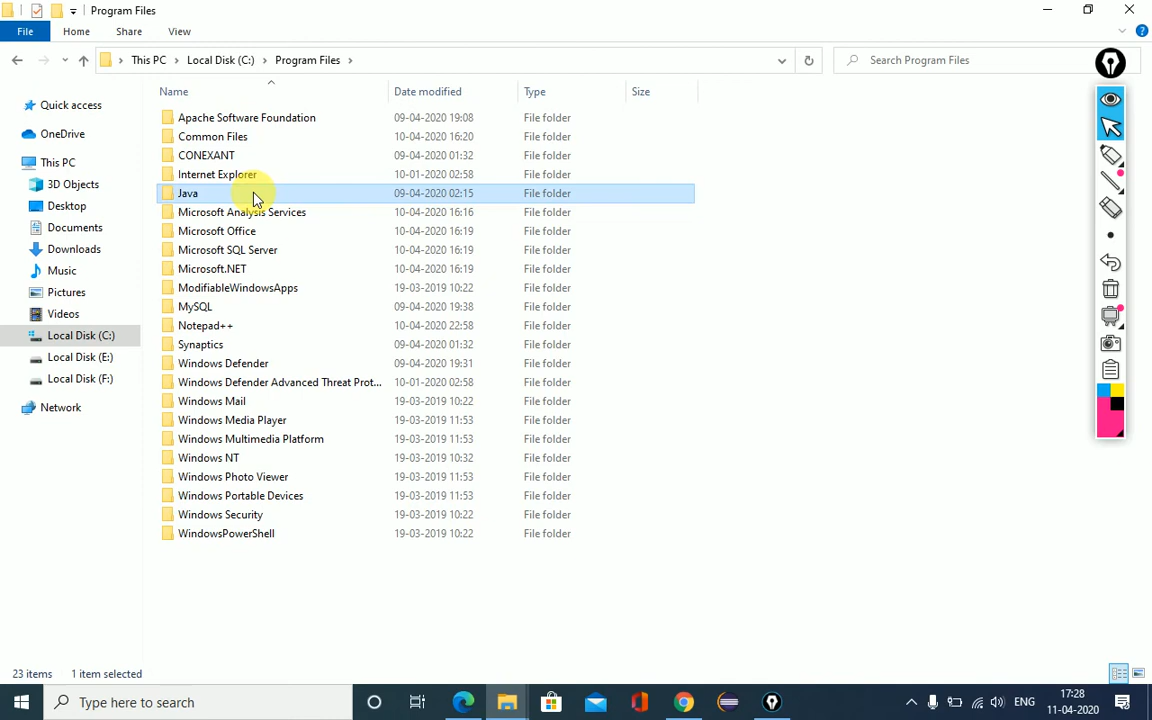 Program Files
File Home Share View
This PC Local Disk (C:) Program Files
Search Program Files
Name Date modified Type Size
Quick access
OneDrive
This PC
3D Objects
Desktop
Documents
Downloads
Music
Pictures
Videos
Local Disk (C:)
Local Disk (E:)
Local Disk (F:)
Network
Apache Software Foundation 09-04-2020 19:08 File folder
Common Files 10-04-2020 16:20 File folder
CONEXANT 09-04-2020 01:32 File folder
Internet Explorer 10-01-2020 02:58 File folder
Java 09-04-2020 02:15 File folder
Microsoft Analysis Services 10-04-2020 16:16 File folder
Microsoft Office 10-04-2020 16:19 File folder
Microsoft SQL Server 10-04-2020 16:19 File folder
Microsoft.NET 10-04-2020 16:19 File folder
ModifiableWindowsApps 19-03-2019 10:22 File folder
MySQL 09-04-2020 19:38 File folder
Notepad++ 10-04-2020 22:58 File folder
Synaptics 09-04-2020 01:32 File folder
Windows Defender 09-04-2020 19:31 File folder
Windows Defender Advanced Threat Prot... 10-01-2020 02:58 File folder
Windows Mail 19-03-2019 10:22 File folder
Windows Media Player 19-03-2019 11:53 File folder
Windows Multimedia Platform 19-03-2019 11:53 File folder
Windows NT 19-03-2019 10:32 File folder
Windows Photo Viewer 19-03-2019 11:53 File folder
Windows Portable Devices 19-03-2019 11:53 File folder
Windows Security 19-03-2019 10:22 File folder
WindowsPowerShell 19-03-2019 10:22 File folder
23 items 1 item selected
Type here to search
ENG
17:28
11-04-2020